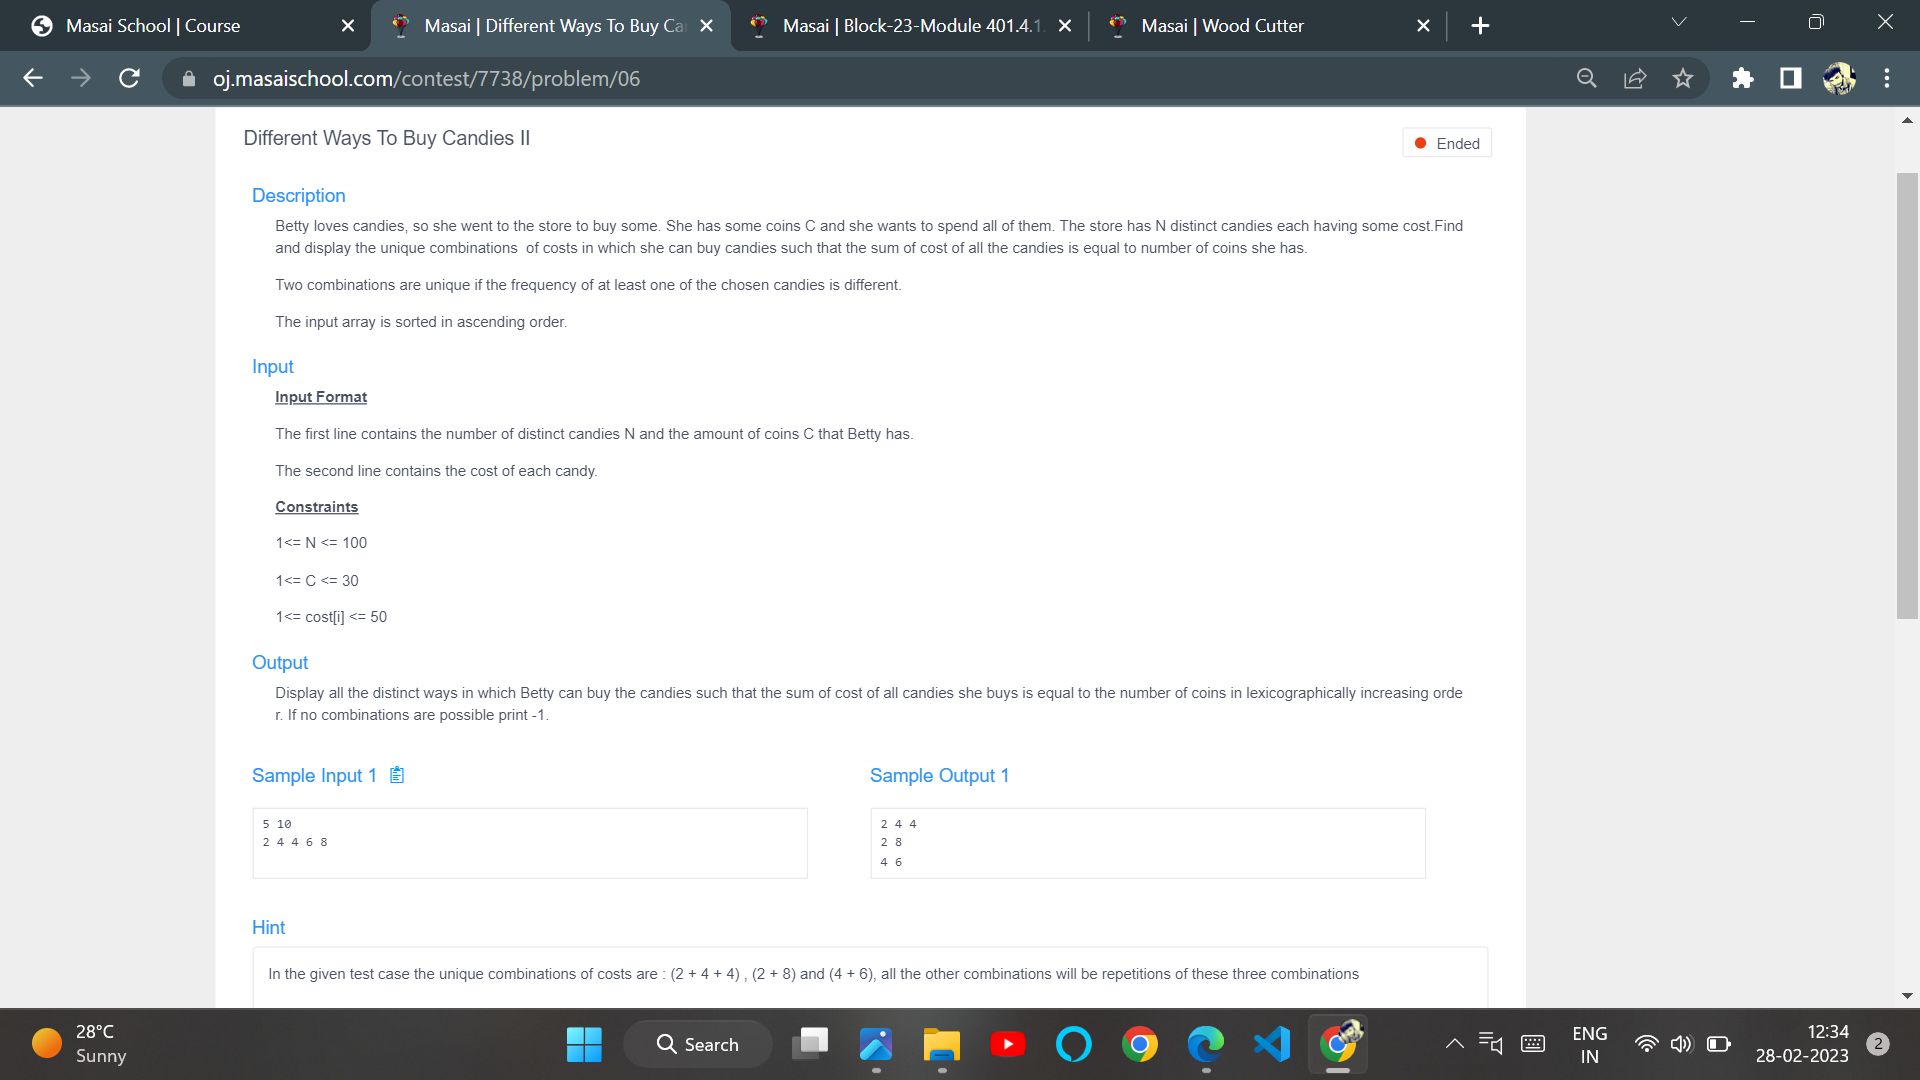 Masai School | Course
Masai | Different Ways To Buy Ca
Masai | Block-23-Module 401.4.1
Masai | Wood Cutter
oj.masaischool.com/contest/7738/problem/06
Different Ways To Buy Candies II
Ended
Description
Betty loves candies, so she went to the store to buy some. She has some coins C and she wants to spend all of them. The store has N distinct candies each having some cost.Find
and display the unique combinations  of costs in which she can buy candies such that the sum of cost of all the candies is equal to number of coins she has.
Two combinations are unique if the frequency of at least one of the chosen candies is different.
The input array is sorted in ascending order.
Input
Input Format
The first line contains the number of distinct candies N and the amount of coins C that Betty has.
The second line contains the cost of each candy.
Constraints
1<= N <= 100
1<= C <= 30
1<= cost[i] <= 50
Output
Display all the distinct ways in which Betty can buy the candies such that the sum of cost of all candies she buys is equal to the number of coins in lexicographically increasing orde
r. If no combinations are possible print -1.
Sample Input 1
5 10
2 4 4 6 8
Sample Output 1
2 4 4
2 8
4 6
Hint
In the given test case the unique combinations of costs are : (2 + 4 + 4) , (2 + 8) and (4 + 6), all the other combinations will be repetitions of these three combinations
28°C
Sunny
Search
ENG
IN
12:34
28-02-2023
2